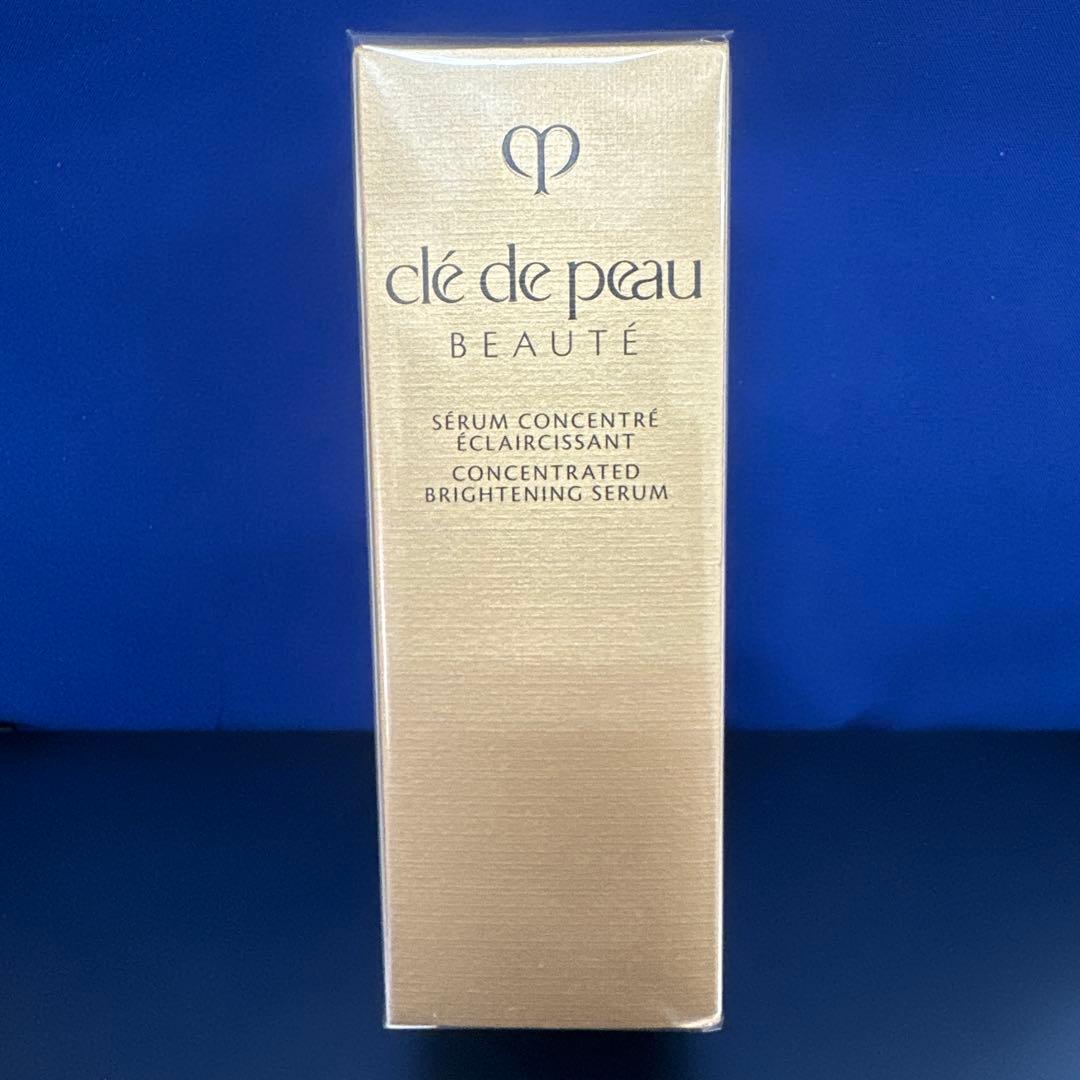 clé de peau
BEAUTÉ
SÉRUM CONCENTRÉ
ÉCLAIRCISSANT
CONCENTRATED
BRIGHTENING SERUM